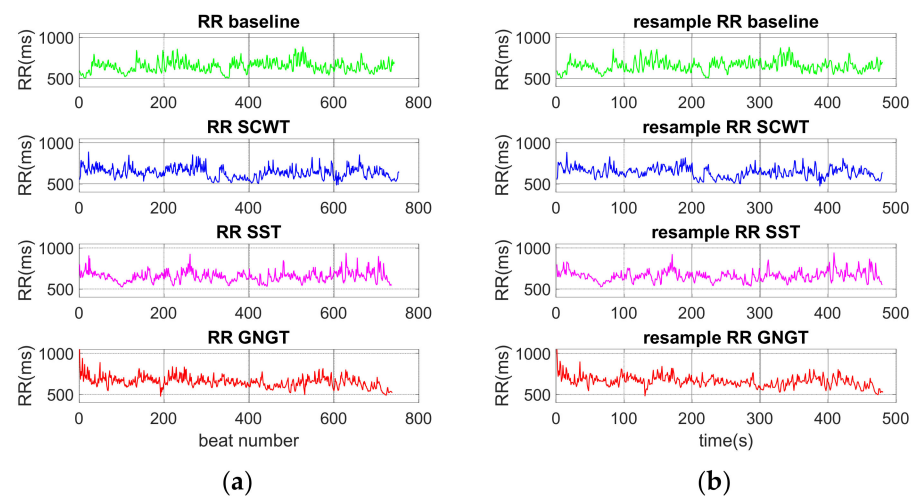 RR baseline
RR(ms)
1000
500
0 200 400 600 800
RR SCWT
RR(ms)
1000
500
0 200 400 600 800
RR SST
RR(ms)
1000
500
0 200 400 600 800
RR GNGT
RR(ms)
1000
500
0 200 400 600 800
beat number
(a)
resample RR baseline
RR(ms)
1000
500
0 100 200 300 400 500
resample RR SCWT
RR(ms)
1000
500
0 100 200 300 400 500
resample RR SST
RR(ms)
1000
500
0 100 200 300 400 500
resample RR GNGT
RR(ms)
1000
500
0 100 200 300 400 500
time(s)
(b)